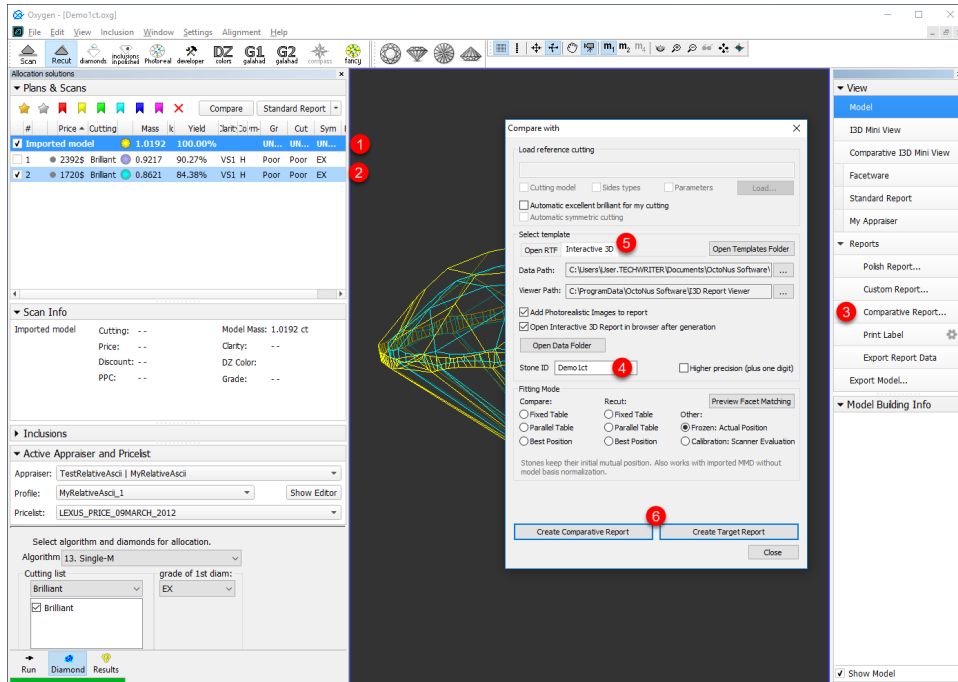 Oxygen - [Demo1ct.oxg]
File Edit View Inclusion Window Settings Alignment Help
Scan Recut diamonds inclusions inpolished Photoreal developer DZ colors G1 galahad G2 galahad compass fancy
m1 m2 m4
Allocation solutions
Plans & Scans
Compare Standard Report
# Price Cutting Mass Yield Clarity Gr Cut Sym
Imported model 1.0192 100.00% UN... UN... UN...
1 2392$ Brilliant 0.9217 90.27% VS1 H Poor Poor EX
2 1720$ Brilliant 0.8621 84.38% VS1 H Poor Poor EX
1
2
Scan Info
Imported model Cutting: -- Model Mass: 1.0192 ct
Price: -- Clarity: --
Discount: -- DZ Color:
PPC: -- Grade: --
Inclusions
Active Appraiser and Pricelist
Appraiser: TestRelativeAscii | MyRelativeAscii
Profile: MyRelativeAscii_1 Show Editor
Pricelist: LEXUS_PRICE_09MARCH_2012
Select algorithm and diamonds for allocation.
Algorithm 13. Single-M
Cutting list grade of 1st diam:
Brilliant EX
Brilliant
Run Diamond Results
Compare with
Load reference cutting
Cutting model Sides types Parameters Load...
Automatic excellent brilliant for my cutting
Automatic symmetric cutting
Select template
Open RTF Interactive 3D 5 Open Templates Folder
Data Path: C:\Users\User.TECHWRITER\Documents\OctoNus Software\ ...
Viewer Path: C:\ProgramData\OctoNus Software\I3D Report Viewer ...
Add Photorealistic Images to report
Open Interactive 3D Report in browser after generation
Open Data Folder
Stone ID Demo1ct 4 Higher precision (plus one digit)
Fitting Mode
Compare: Recut: Preview Facet Matching
Fixed Table Fixed Table Other:
Parallel Table Parallel Table Frozen: Actual Position
Best Position Best Position Calibration: Scanner Evaluation
Stones keep their initial mutual position. Also works with imported MMD without
model basis normalization.
6
Create Comparative Report Create Target Report
Close
View
Model
I3D Mini View
Comparative I3D Mini View
Facetware
Standard Report
My Appraiser
Reports
Polish Report...
Custom Report...
3 Comparative Report...
Print Label
Export Report Data
Export Model...
Model Building Info
Show Model